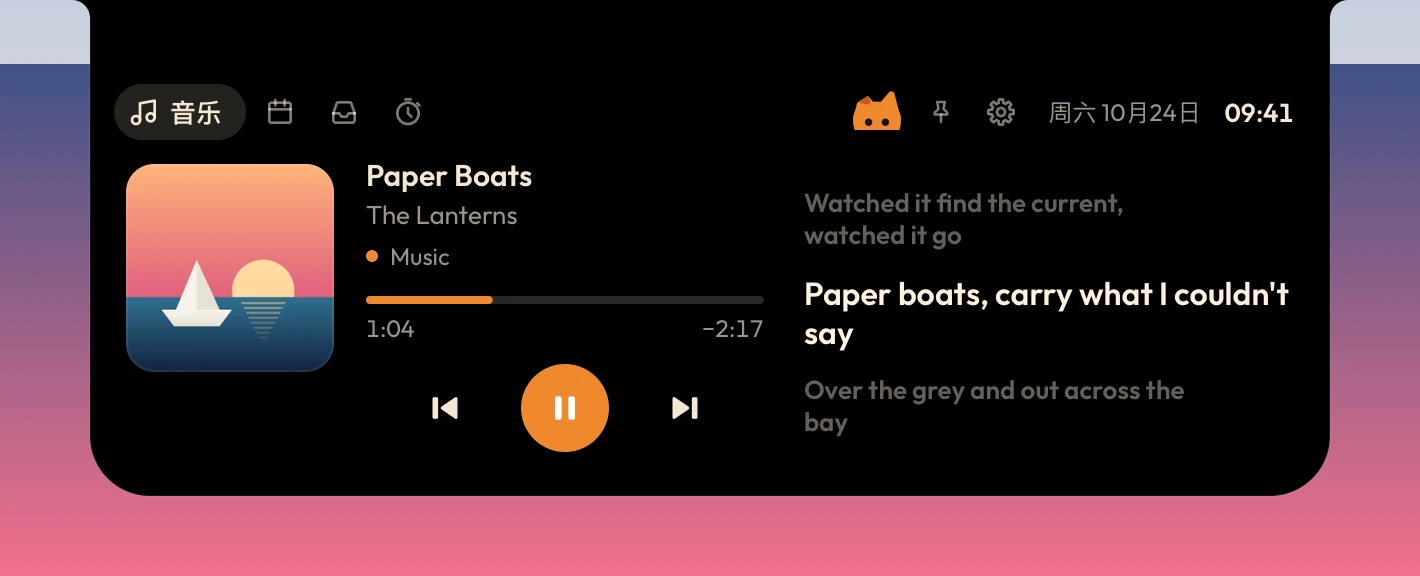 音乐
周六 10月24日 09:41
Paper Boats
The Lanterns
Music
1:04
−2:17
Watched it find the current,
watched it go
Paper boats, carry what I couldn't
say
Over the grey and out across the
bay